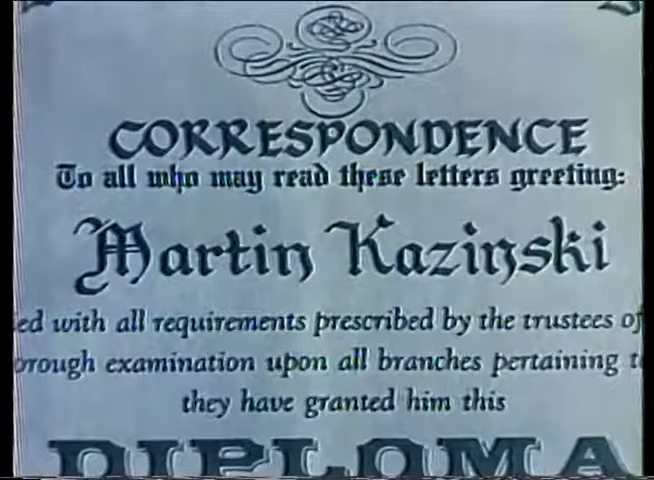 CORRESPONDENCE
To all who may read these letters greeting:
Martin Kazinski
ed with all requirements prescribed by the trustees of
orough examination upon all branches pertaining t
they have granted him this
DIPLOMA